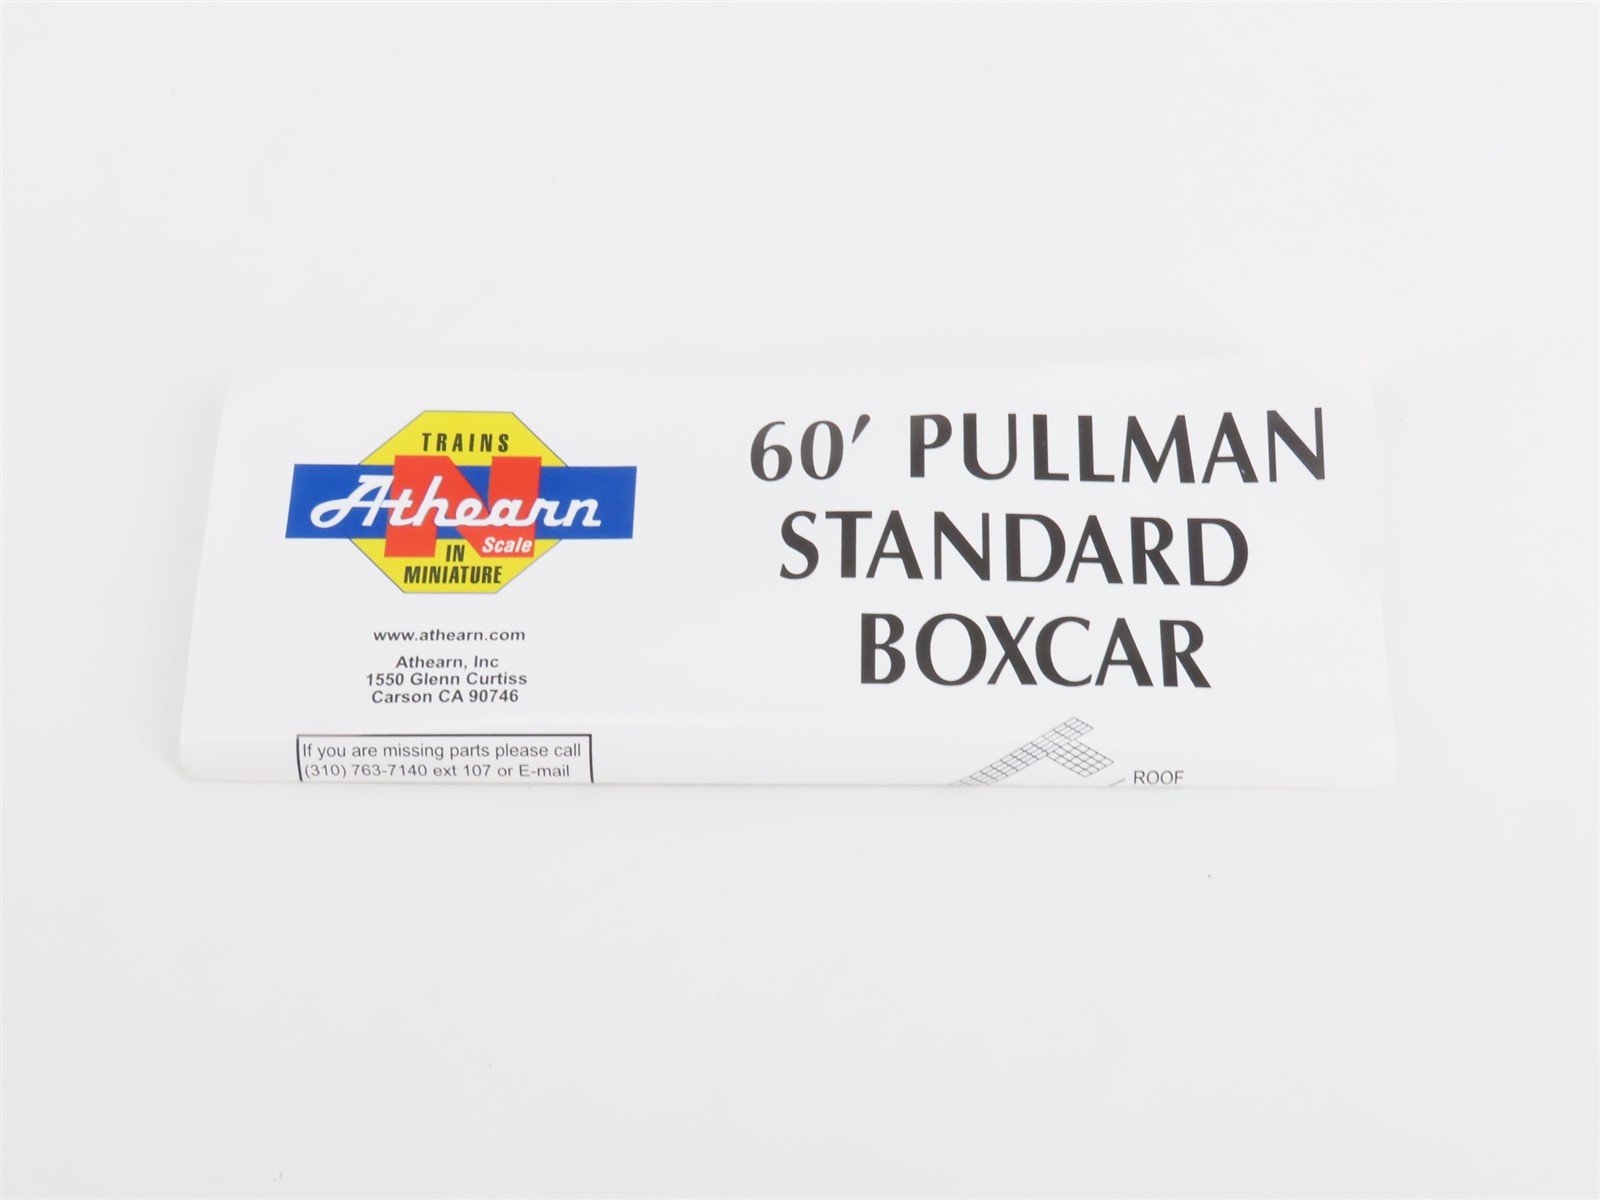 TRAINS
N
Athearn
Scale
IN
MINIATURE
www.athearn.com
Athearn, Inc
1550 Glenn Curtiss
Carson CA 90746
If you are missing parts please call
(310) 763-7140 ext 107 or E-mail
60' PULLMAN
STANDARD
BOXCAR
ROOF